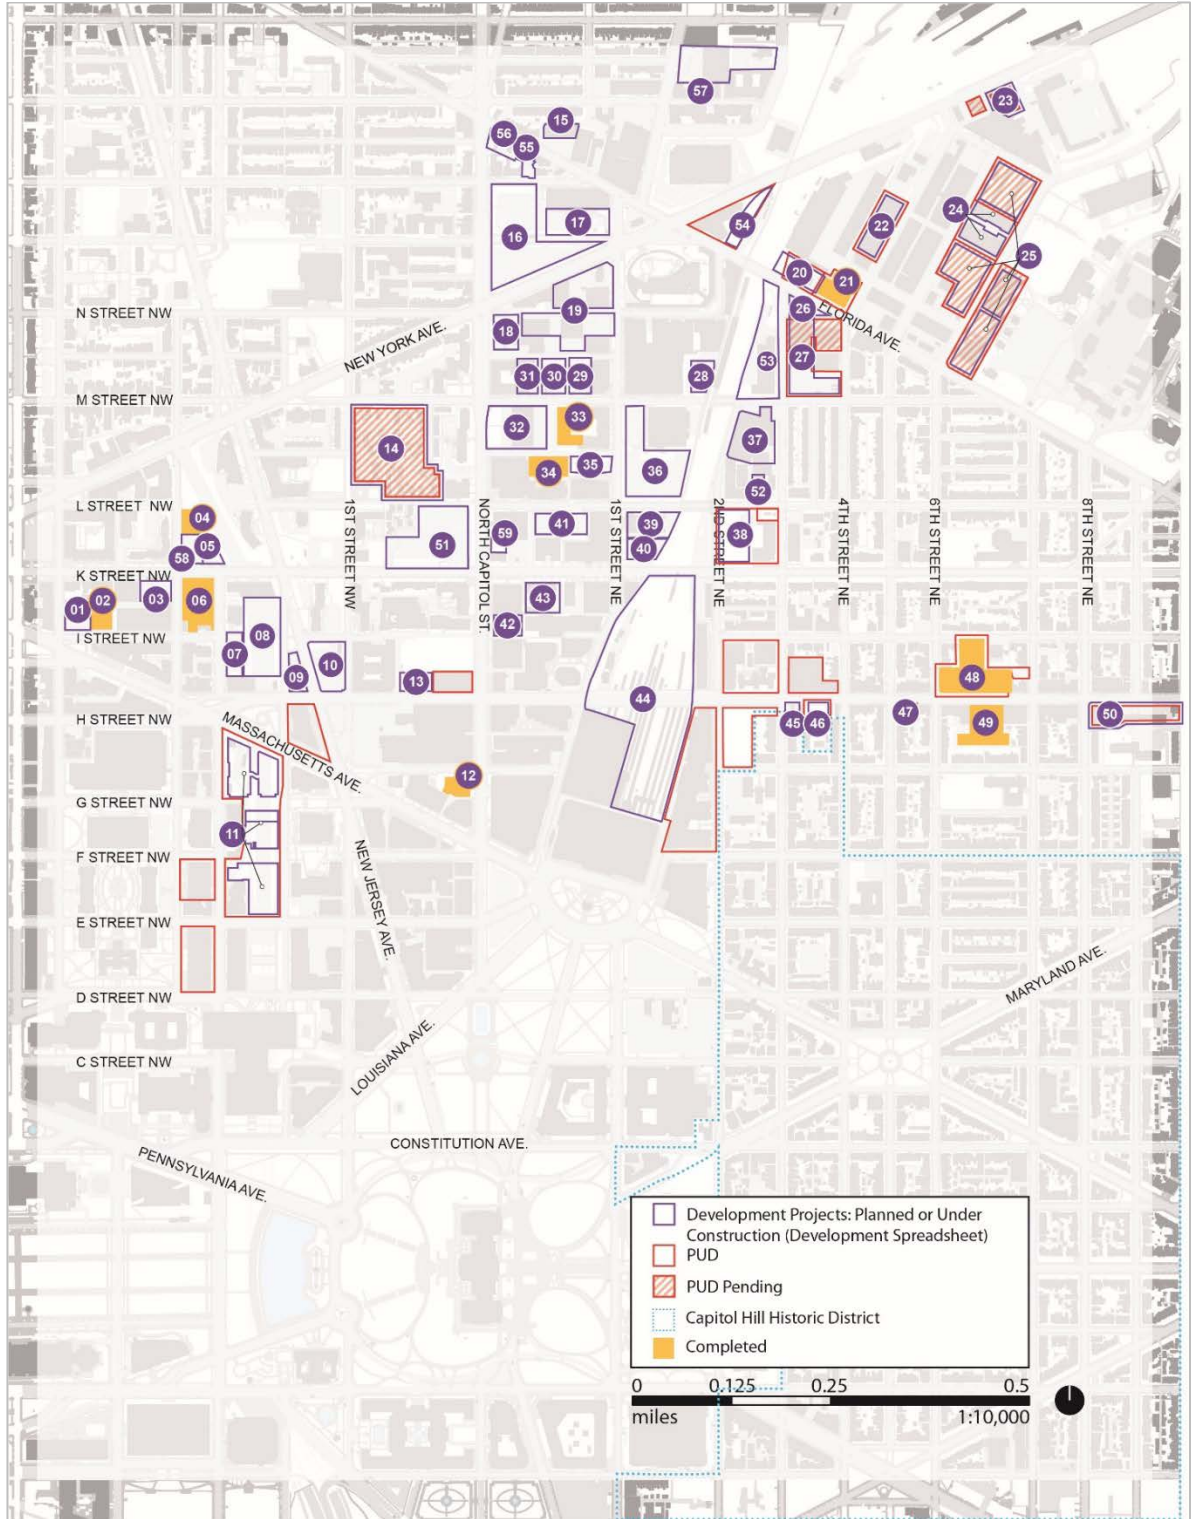 57
23
15
56
55
24
22
54
17
16
25
20
21
N STREET NW
19
26
FLORIDA AVE.
18
NEW YORK AVE.
27
53
31
30
29
28
M STREET NW
33
32
37
14
35
34
36
52
L STREET NW
1ST STREET NW
NORTH CAPITOL ST.
1ST STREET NE
2ND STREET NE
4TH STREET NE
6TH STREET NE
8TH STREET NE
04
41
39
59
38
05
51
40
58
K STREET NW
03
06
43
02
01
42
I STREET NW
08
07
10
09
13
48
44
47
50
H STREET NW
45
46
49
MASSACHUSETTS AVE.
12
G STREET NW
11
F STREET NW
NEW JERSEY AVE.
E STREET NW
MARYLAND AVE.
D STREET NW
C STREET NW
LOUISIANA AVE.
CONSTITUTION AVE.
PENNSYLVANIA AVE.
Development Projects: Planned or Under
Construction (Development Spreadsheet)
PUD
PUD Pending
Capitol Hill Historic District
Completed
0 0.125 0.25 0.5
miles 1:10,000